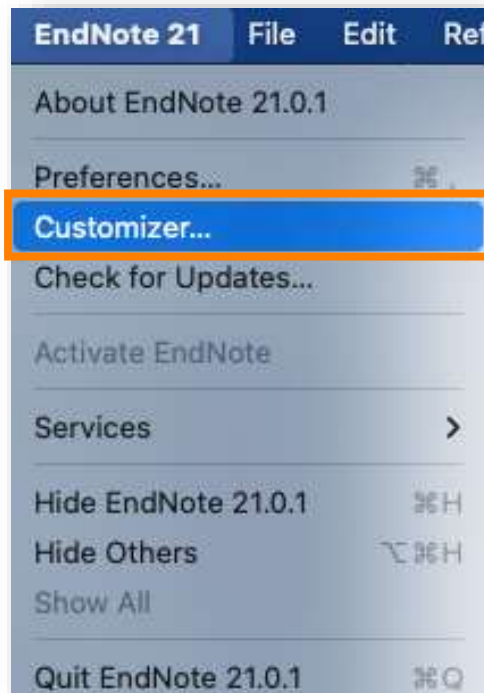 EndNote 21 File Edit Ref
About EndNote 21.0.1
Preferences... ⌘ ,
Customizer...
Check for Updates...
Activate EndNote
Services >
Hide EndNote 21.0.1 ⌘H
Hide Others ⌥⌘H
Show All
Quit EndNote 21.0.1 ⌘Q